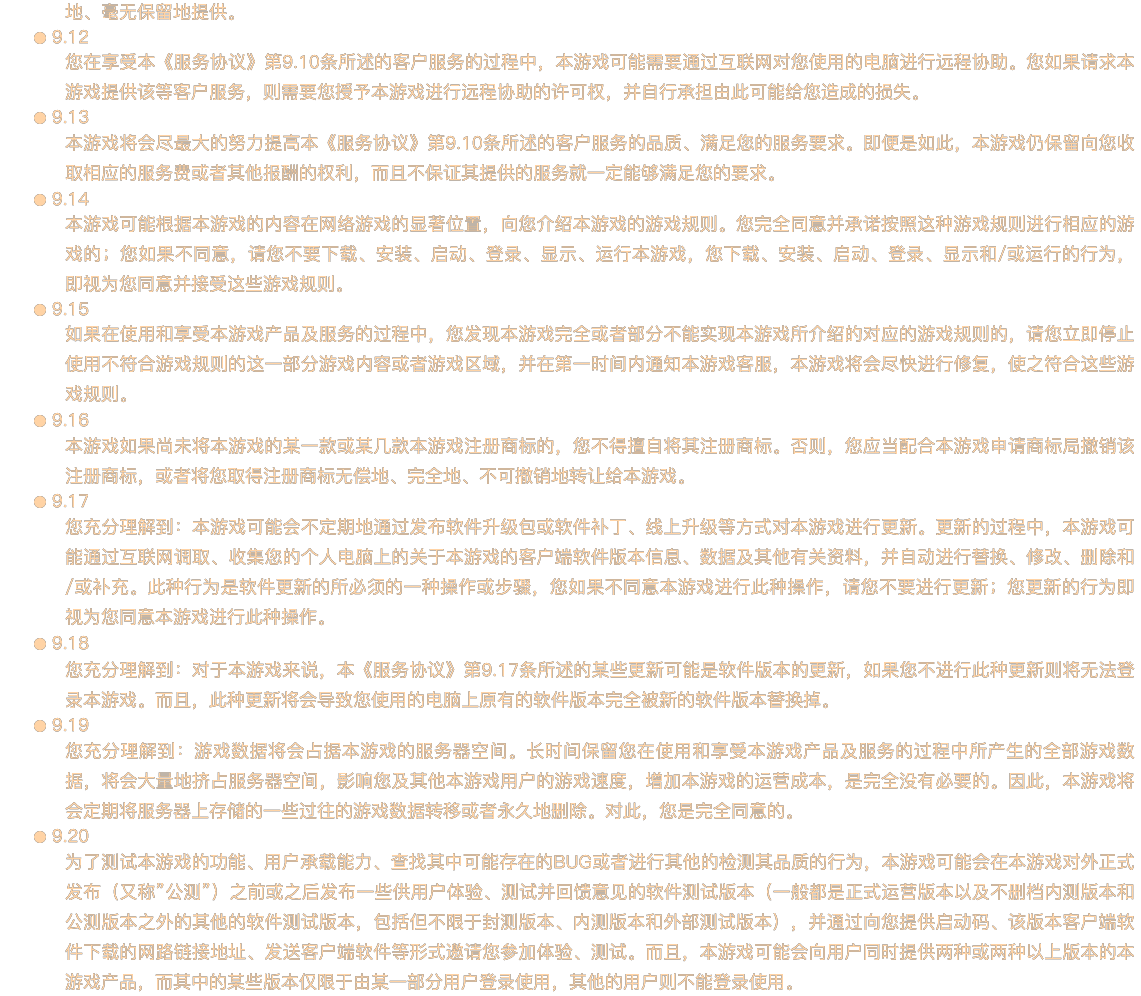 地、毫无保留地提供。
9.12
您在享受本《服务协议》第9.10条所述的客户服务的过程中，本游戏可能需要通过互联网对您使用的电脑进行远程协助。您如果请求本
游戏提供该等客户服务，则需要您授予本游戏进行远程协助的许可权，并自行承担由此可能给您造成的损失。
9.13
本游戏将会尽最大的努力提高本《服务协议》第9.10条所述的客户服务的品质、满足您的服务要求。即便是如此，本游戏仍保留向您收
取相应的服务费或者其他报酬的权利，而且不保证其提供的服务就一定能够满足您的要求。
9.14
本游戏可能根据本游戏的内容在网络游戏的显著位置，向您介绍本游戏的游戏规则。您完全同意并承诺按照这种游戏规则进行相应的游
戏的；您如果不同意，请您不要下载、安装、启动、登录、显示、运行本游戏，您下载、安装、启动、登录、显示和/或运行的行为，
即视为您同意并接受这些游戏规则。
9.15
如果在使用和享受本游戏产品及服务的过程中，您发现本游戏完全或者部分不能实现本游戏所介绍的对应的游戏规则的，请您立即停止
使用不符合游戏规则的这一部分游戏内容或者游戏区域，并在第一时间内通知本游戏客服，本游戏将会尽快进行修复，使之符合这些游
戏规则。
9.16
本游戏如果尚未将本游戏的某一款或某几款本游戏注册商标的，您不得擅自将其注册商标。否则，您应当配合本游戏申请商标局撤销该
注册商标，或者将您取得注册商标无偿地、完全地、不可撤销地转让给本游戏。
9.17
您充分理解到：本游戏可能会不定期地通过发布软件升级包或软件补丁、线上升级等方式对本游戏进行更新。更新的过程中，本游戏可
能通过互联网调取、收集您的个人电脑上的关于本游戏的客户端软件版本信息、数据及其他有关资料，并自动进行替换、修改、删除和
/或补充。此种行为是软件更新的所必须的一种操作或步骤，您如果不同意本游戏进行此种操作，请您不要进行更新；您更新的行为即
视为您同意本游戏进行此种操作。
9.18
您充分理解到：对于本游戏来说，本《服务协议》第9.17条所述的某些更新可能是软件版本的更新，如果您不进行此种更新则将无法登
录本游戏。而且，此种更新将会导致您使用的电脑上原有的软件版本完全被新的软件版本替换掉。
9.19
您充分理解到：游戏数据将会占据本游戏的服务器空间。长时间保留您在使用和享受本游戏产品及服务的过程中所产生的全部游戏数
据，将会大量地挤占服务器空间，影响您及其他本游戏用户的游戏速度，增加本游戏的运营成本，是完全没有必要的。因此，本游戏将
会定期将服务器上存储的一些过往的游戏数据转移或者永久地删除。对此，您是完全同意的。
9.20
为了测试本游戏的功能、用户承载能力、查找其中可能存在的BUG或者进行其他的检测其品质的行为，本游戏可能会在本游戏对外正式
发布（又称”公测”）之前或之后发布一些供用户体验、测试并回馈意见的软件测试版本（一般都是正式运营版本以及不删档内测版本和
公测版本之外的其他的软件测试版本，包括但不限于封测版本、内测版本和外部测试版本），并通过向您提供启动码、该版本客户端软
件下载的网路链接地址、发送客户端软件等形式邀请您参加体验、测试。而且，本游戏可能会向用户同时提供两种或两种以上版本的本
游戏产品，而其中的某些版本仅限于由某一部分用户登录使用，其他的用户则不能登录使用。